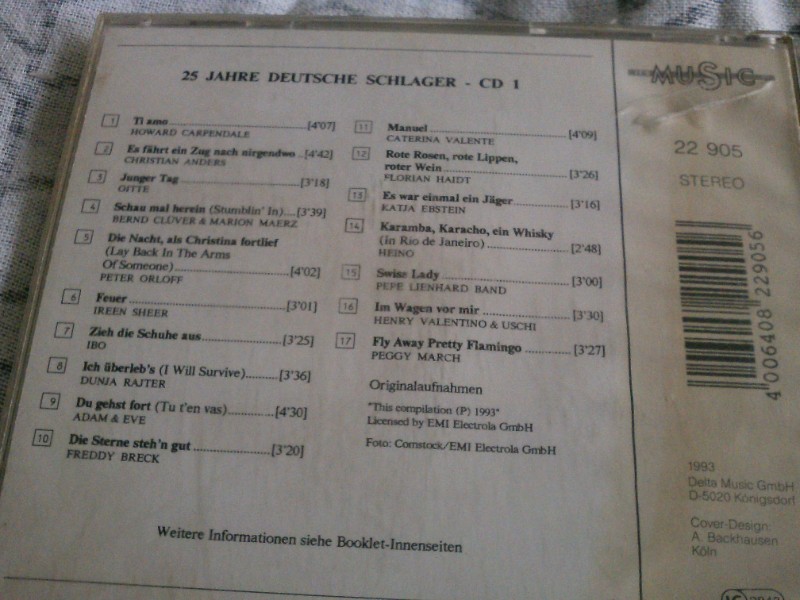 25 JAHRE DEUTSCHE SCHLAGER - CD 1
1 Ti amo [4'07]
HOWARD CARPENDALE
2 Es fährt ein Zug nach nirgendwo [4'42]
CHRISTIAN ANDERS
3 Junger Tag [3'18]
GITTE
4 Schau mal herein (Stumblin' In) [3'39]
BERND CLÜVER & MARION MAERZ
5 Die Nacht, als Christina fortlief
(Lay Back In The Arms
Of Someone) [4'02]
PETER ORLOFF
6 Feuer [3'01]
IREEN SHEER
7 Zieh die Schuhe aus [3'25]
IBO
8 Ich überleb's (I Will Survive) [3'36]
DUNJA RAJTER
9 Du gehst fort (Tu t'en vas) [4'30]
ADAM & EVE
10 Die Sterne steh'n gut [3'20]
FREDDY BRECK
11 Manuel [4'09]
CATERINA VALENTE
12 Rote Rosen, rote Lippen,
roter Wein [3'26]
FLORIAN HAIDT
13 Es war einmal ein Jäger [3'16]
KATJA EBSTEIN
14 Karamba, Karacho, ein Whisky
(in Rio de Janeiro) [2'48]
HEINO
15 Swiss Lady [3'00]
PEPE LIENHARD BAND
16 Im Wagen vor mir [3'30]
HENRY VALENTINO & USCHI
17 Fly Away Pretty Flamingo [3'27]
PEGGY MARCH
Originalaufnahmen
"This compilation (P) 1993"
Licensed by EMI Electrola GmbH
Foto: Comstock/EMI Electrola GmbH
Weitere Informationen siehe Booklet-Innenseiten
MUSIC
22 905
STEREO
4 006408 229056
1993
Delta Music GmbH
D-5020 Königsdorf
Cover-Design:
A. Backhausen
Köln